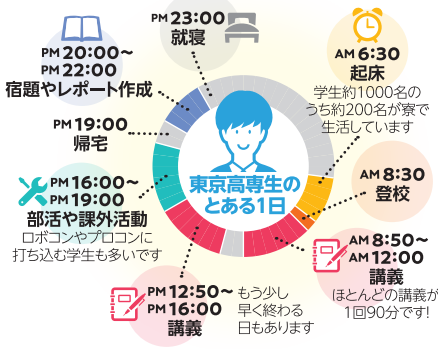 東京高専生の
とある1日
AM 6:30
起床
学生約1000名の
うち約200名が寮で
生活しています
AM 8:30
登校
AM 8:50～
AM 12:00
講義
ほとんどの講義が
1回90分です!
PM 12:50～
PM 16:00
講義
もう少し
早く終わる
日もあります
PM 16:00～
PM 19:00
部活や課外活動
ロボコンやプロコンに
打ち込む学生も多いです
PM 19:00
帰宅
PM 20:00～
PM 22:00
宿題やレポート作成
PM 23:00
就寝